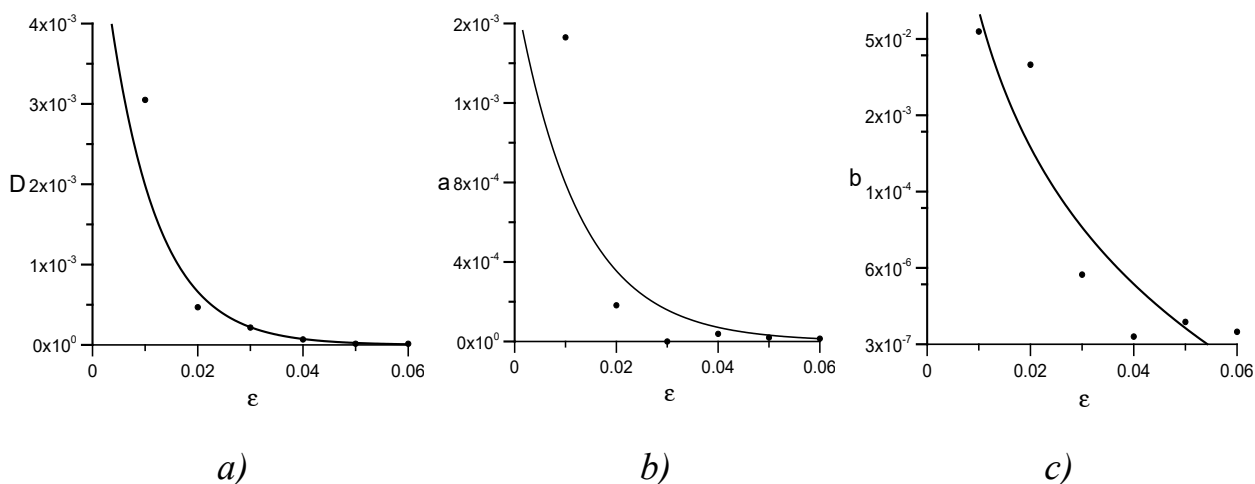 4x10⁻³
3x10⁻³
D 2x10⁻³
1x10⁻³
0x10⁰
0 0.02 0.04 0.06
ε
a)
2x10⁻³
1x10⁻³
a 8x10⁻⁴
4x10⁻⁴
0x10⁰
0 0.02 0.04 0.06
ε
b)
5x10⁻²
2x10⁻³
b 1x10⁻⁴
6x10⁻⁶
3x10⁻⁷
0 0.02 0.04 0.06
ε
c)